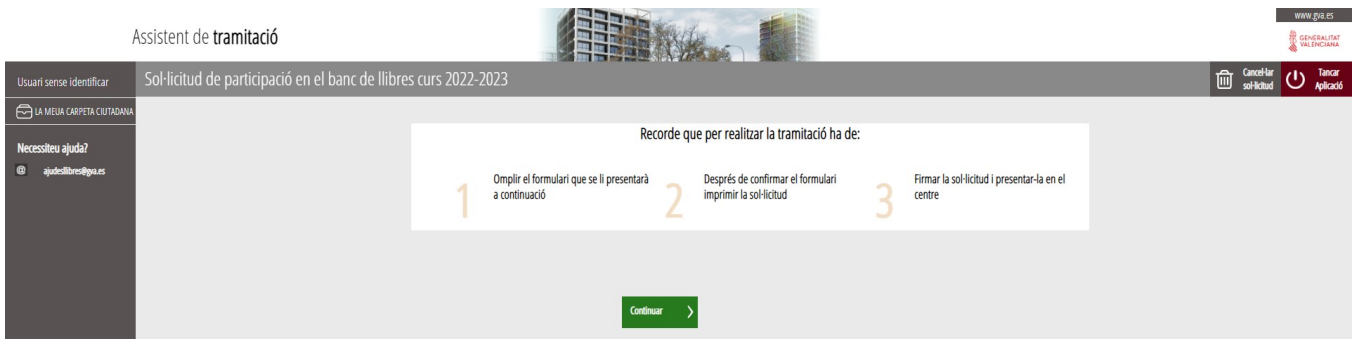 www.gva.es
Assistent de tramitació
GENERALITAT
VALENCIANA
Usuari sense identificar
Sol·licitud de participació en el banc de llibres curs 2022-2023
Cancel·lar
sol·licitud
Tancar
Aplicació
LA MEUA CARPETA CIUTADANA
Necessiteu ajuda?
@ ajudesllibres@gva.es
Recorde que per realitzar la tramitació ha de:
1
Omplir el formulari que se li presentarà
a continuació
2
Després de confirmar el formulari
imprimir la sol·licitud
3
Firmar la sol·licitud i presentar-la en el
centre
Continuar